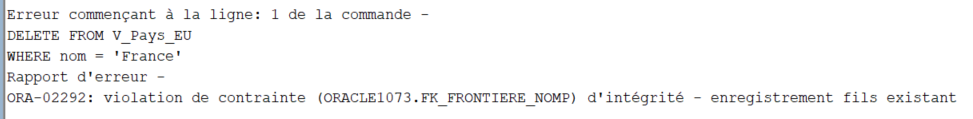 Erreur commençant à la ligne: 1 de la commande -
DELETE FROM V_Pays_EU
WHERE nom = 'France'
Rapport d'erreur -
ORA-02292: violation de contrainte (ORACLE1073.FK_FRONTIERE_NOMP) d'intégrité - enregistrement fils existant